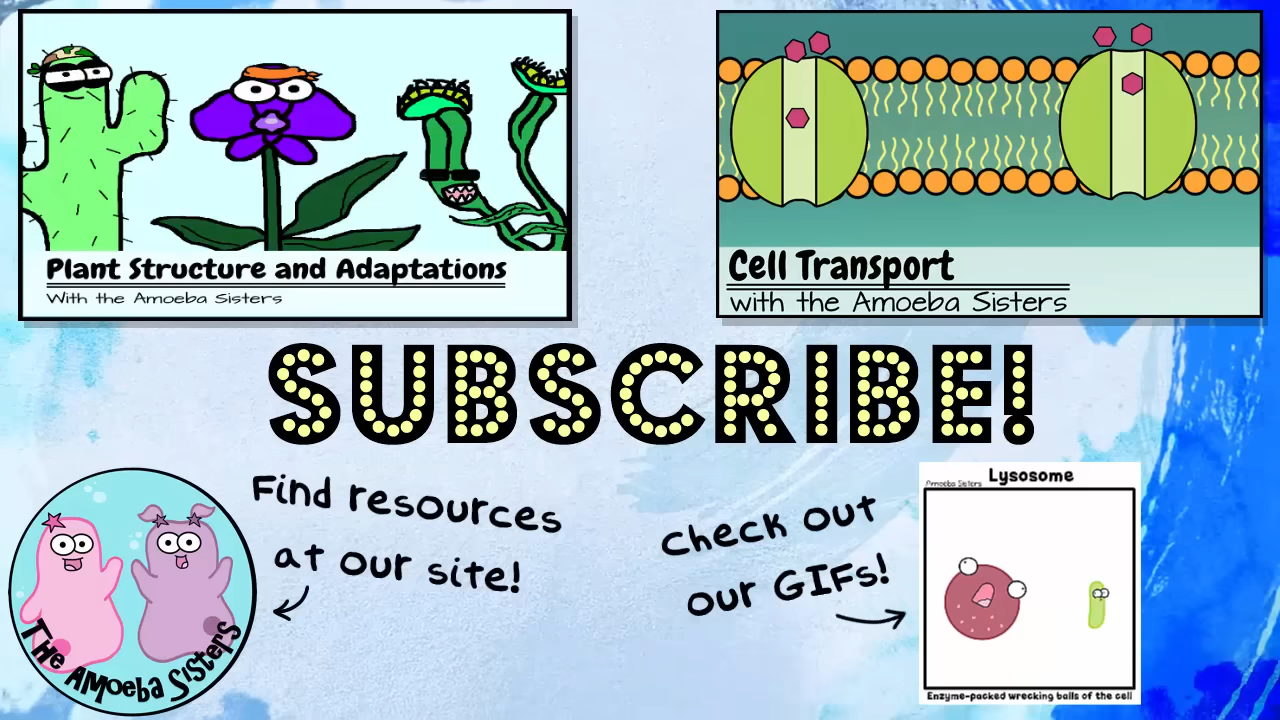 Plant Structure and Adaptations
With the Amoeba Sisters
Cell Transport
with the Amoeba Sisters
SUBSCRIBE!
Find resources
at our site!
Check out
our GIFs!
The Amoeba Sisters
Lysosome
Amoeba Sisters
Enzyme-packed wrecking balls of the cell